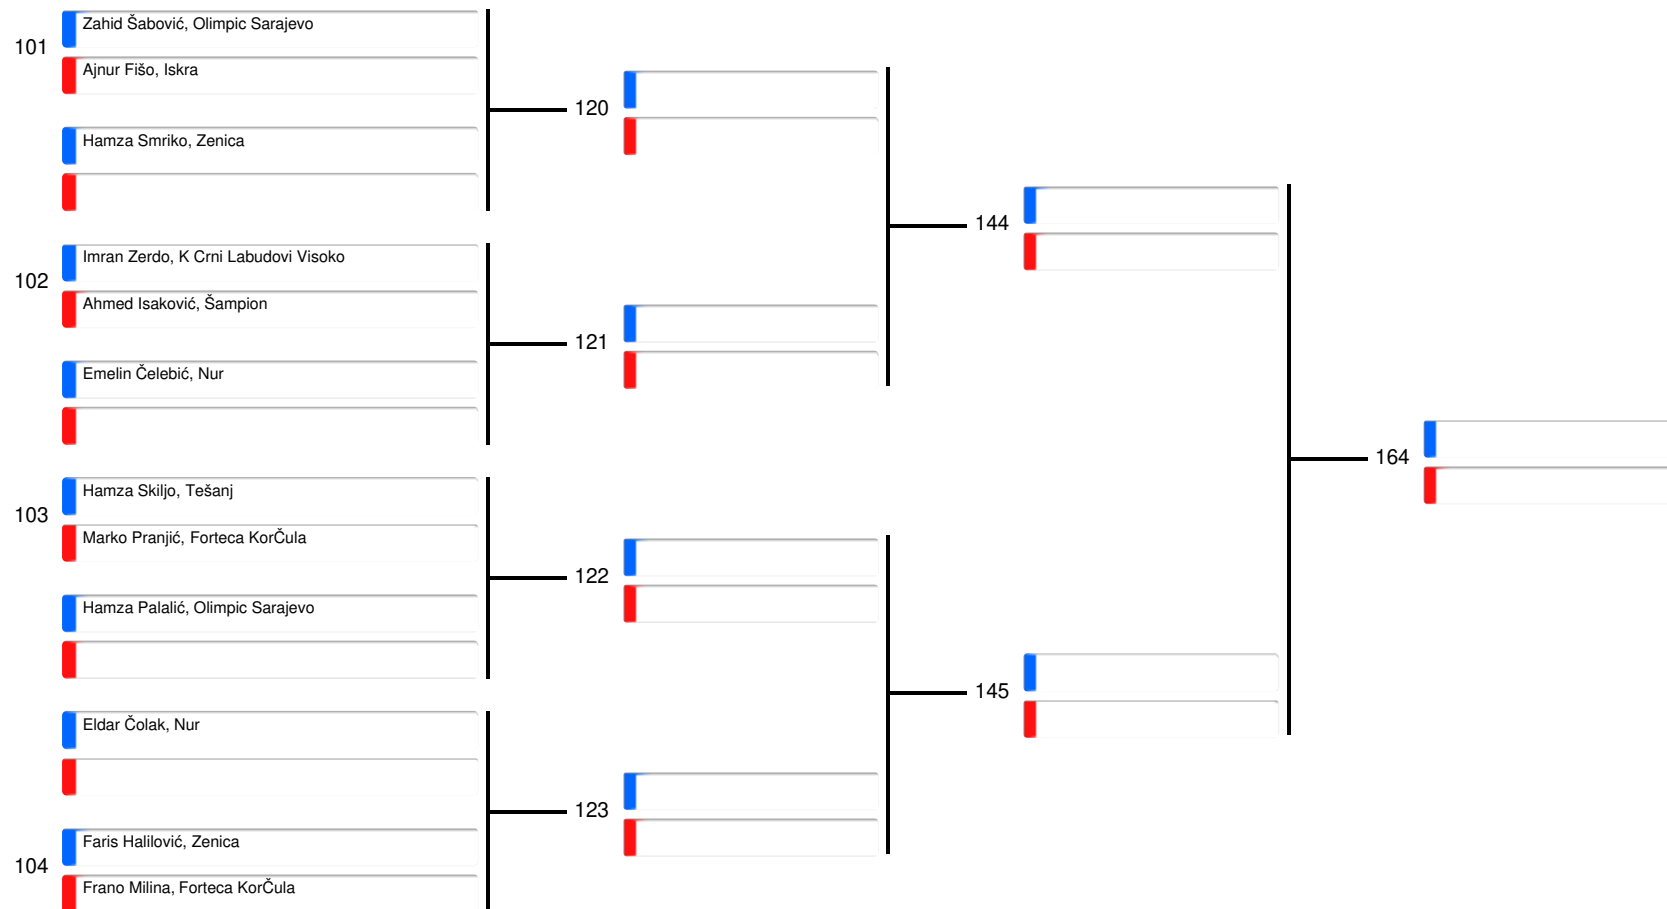 Zahid Šabović, Olimpic Sarajevo
101
Ajnur Fišo, Iskra
120
Hamza Smriko, Zenica
144
Imran Zerdo, K Crni Labudovi Visoko
102
Ahmed Isaković, Šampion
121
Emelin Čelebić, Nur
164
Hamza Skiljo, Tešanj
103
Marko Pranjić, Forteca KorČula
122
Hamza Palalić, Olimpic Sarajevo
145
Eldar Čolak, Nur
123
Faris Halilović, Zenica
104
Frano Milina, Forteca KorČula